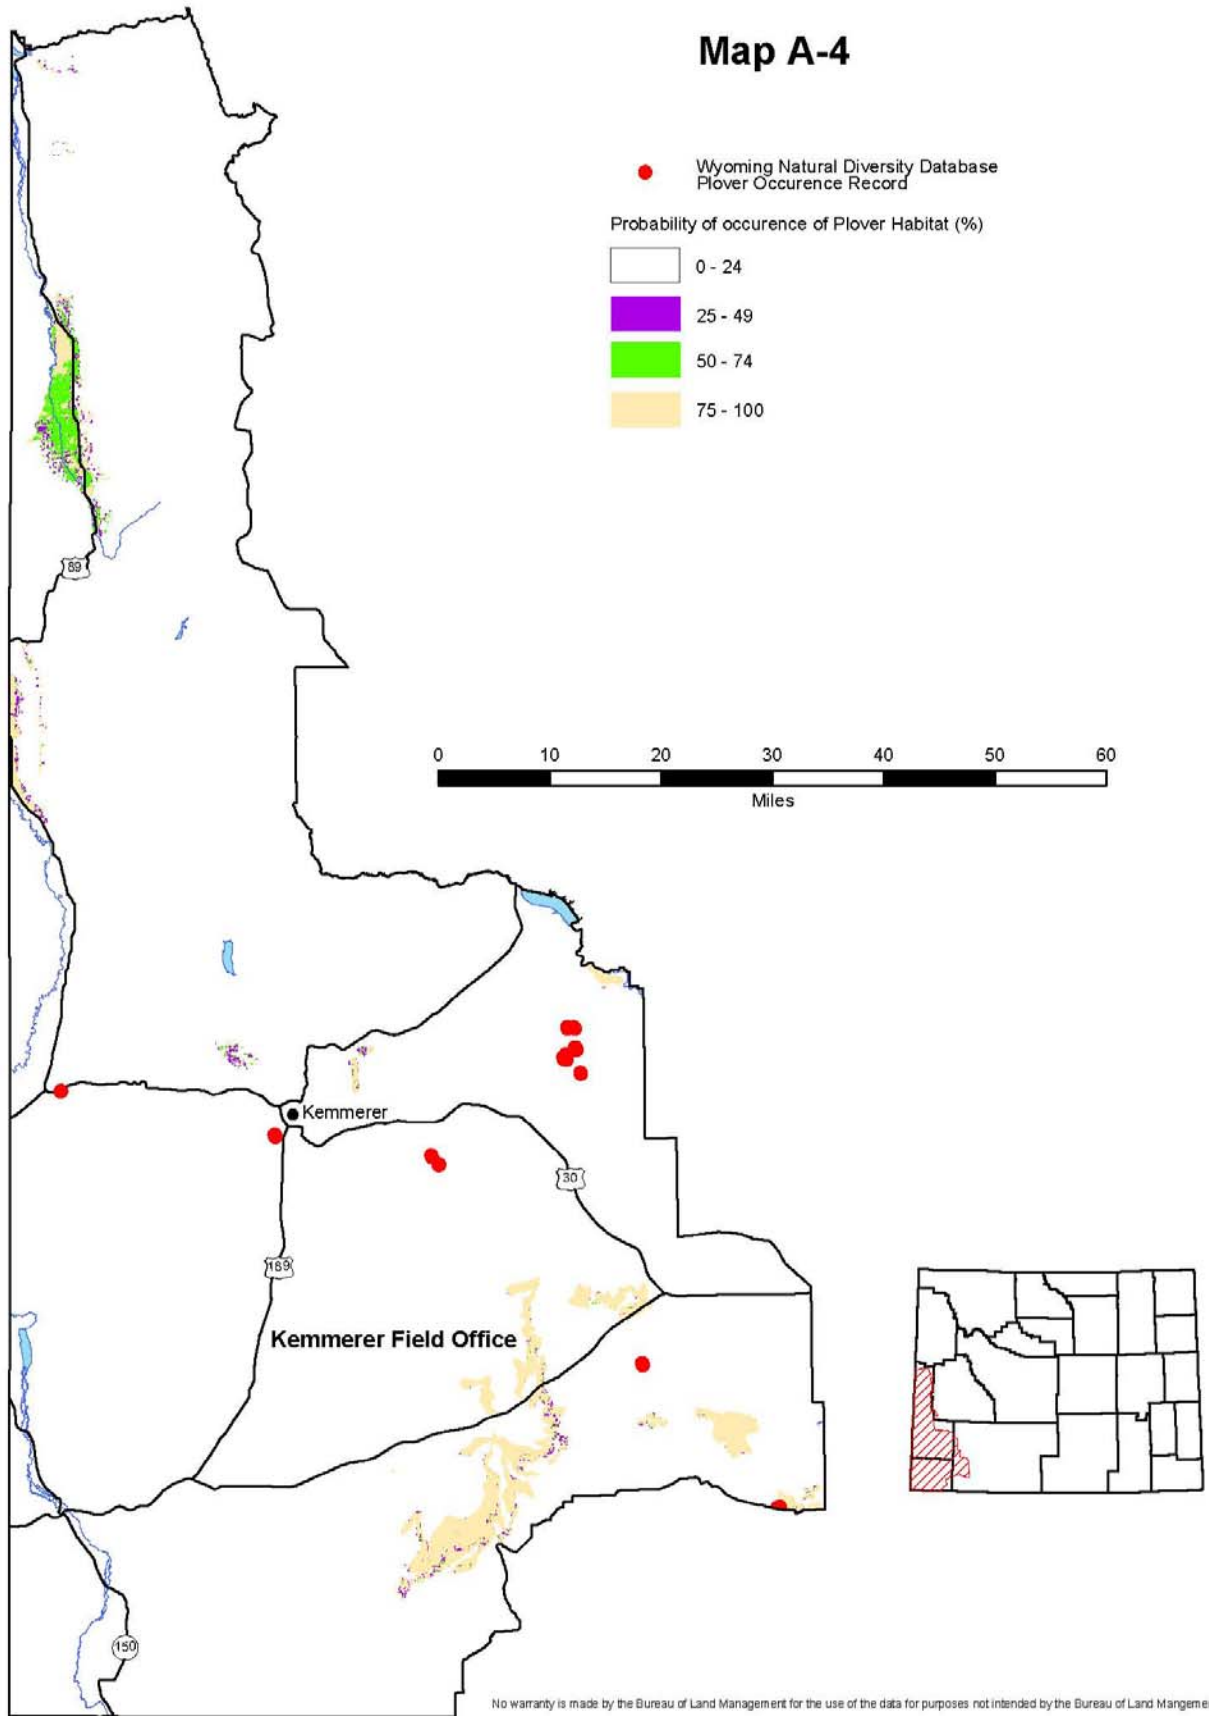 Map A-4
Wyoming Natural Diversity Database
Plover Occurence Record
Probability of occurence of Plover Habitat (%)
0 - 24
25 - 49
50 - 74
75 - 100
89
0 10 20 30 40 50 60
Miles
Kemmerer
30
189
Kemmerer Field Office
150
No warranty is made by the Bureau of Land Management for the use of the data for purposes not intended by the Bureau of Land